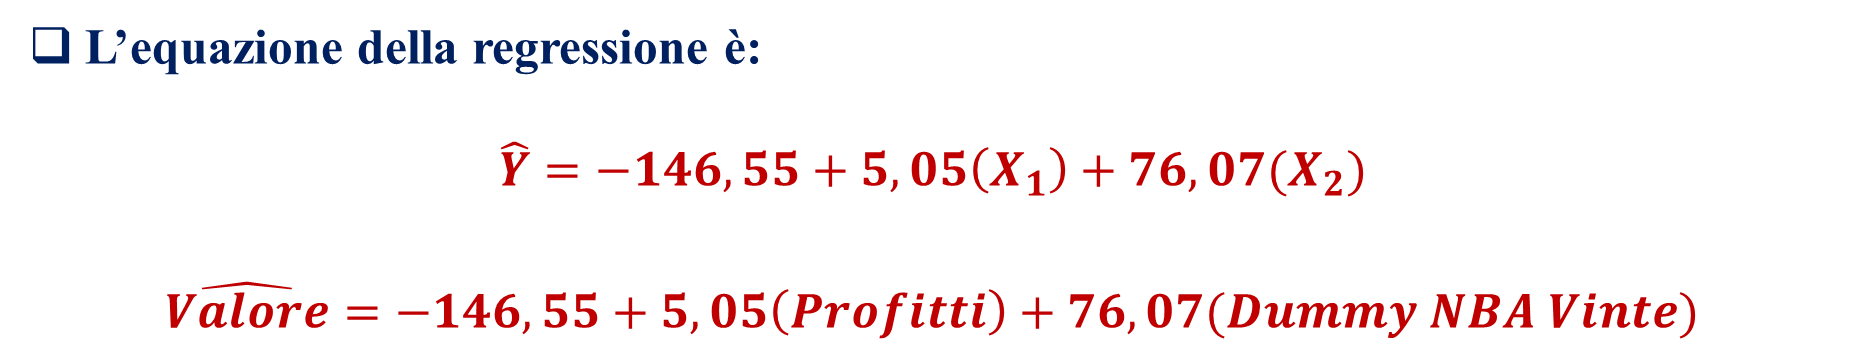 ❑ L’equazione della regressione è:
Ŷ = −146,55 + 5,05(X₁) + 76,07(X₂)
Valorê = −146,55 + 5,05(Profitti) + 76,07(Dummy NBA Vinte)